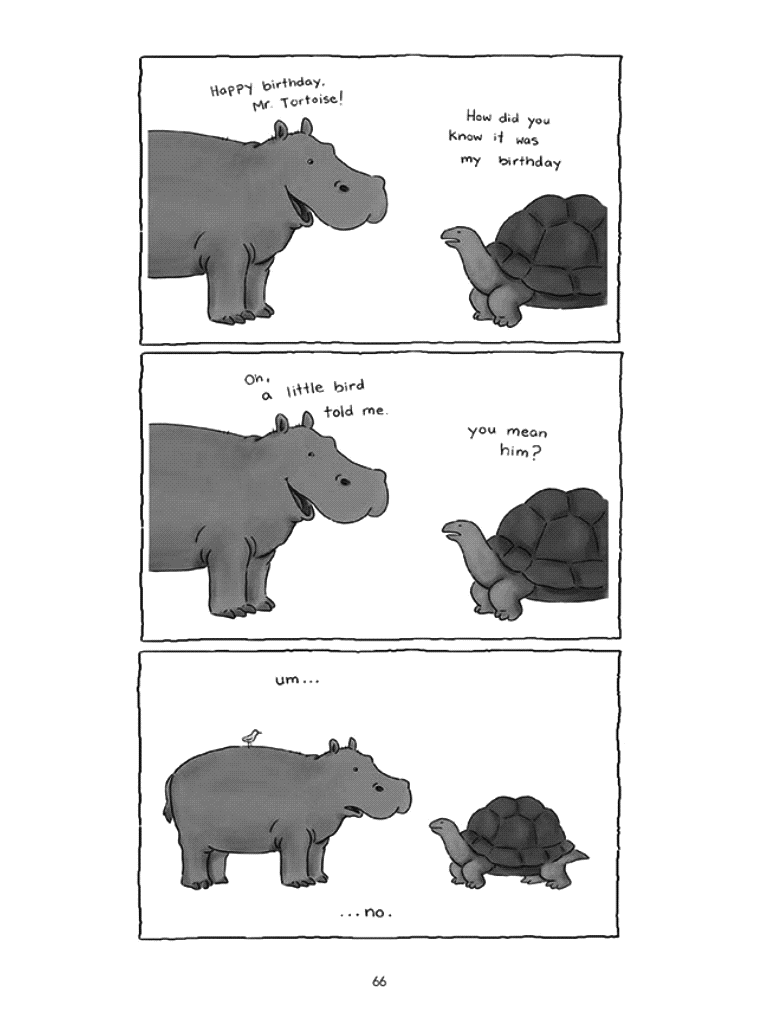 Happy birthday,
Mr. Tortoise!
How did you
know it was
my birthday
Oh,
a little bird
told me.
you mean
him?
um...
...no.
66